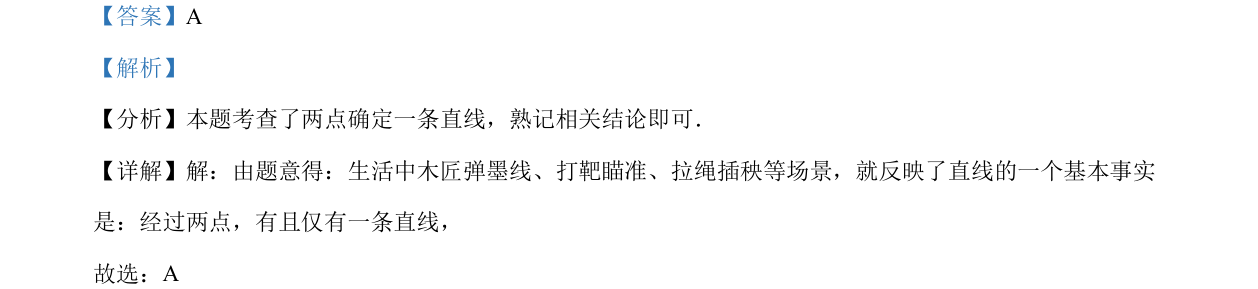 【答案】A
【解析】
【分析】本题考查了两点确定一条直线，熟记相关结论即可．
【详解】解：由题意得：生活中木匠弹墨线、打靶瞄准、拉绳插秧等场景，就反映了直线的一个基本事实
是：经过两点，有且仅有一条直线，
故选：A